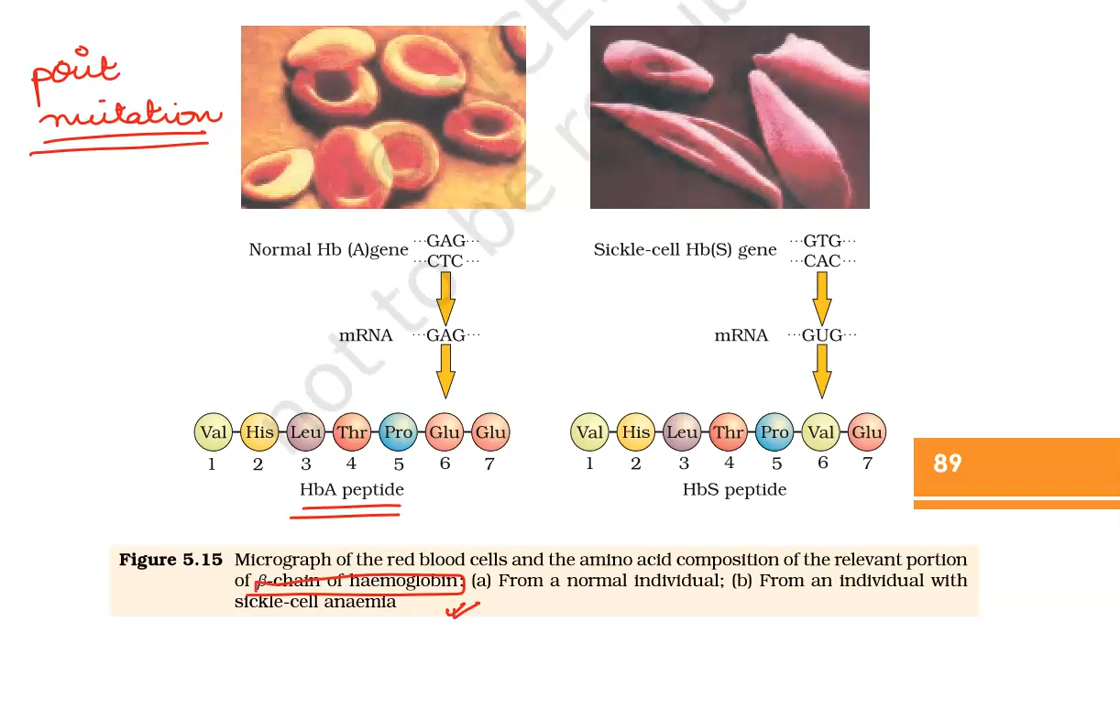 point
mutation
Normal Hb (A)gene
···GAG···
···CTC ···
Sickle-cell Hb(S) gene
···GTG···
···CAC···
mRNA ···GAG···
mRNA ···GUG···
Val His Leu Thr Pro Glu Glu
1 2 3 4 5 6 7
HbA peptide
Val His Leu Thr Pro Val Glu
1 2 3 4 5 6 7
HbS peptide
89
Figure 5.15 Micrograph of the red blood cells and the amino acid composition of the relevant portion
of β-chain of haemoglobin: (a) From a normal individual; (b) From an individual with
sickle-cell anaemia
not to be